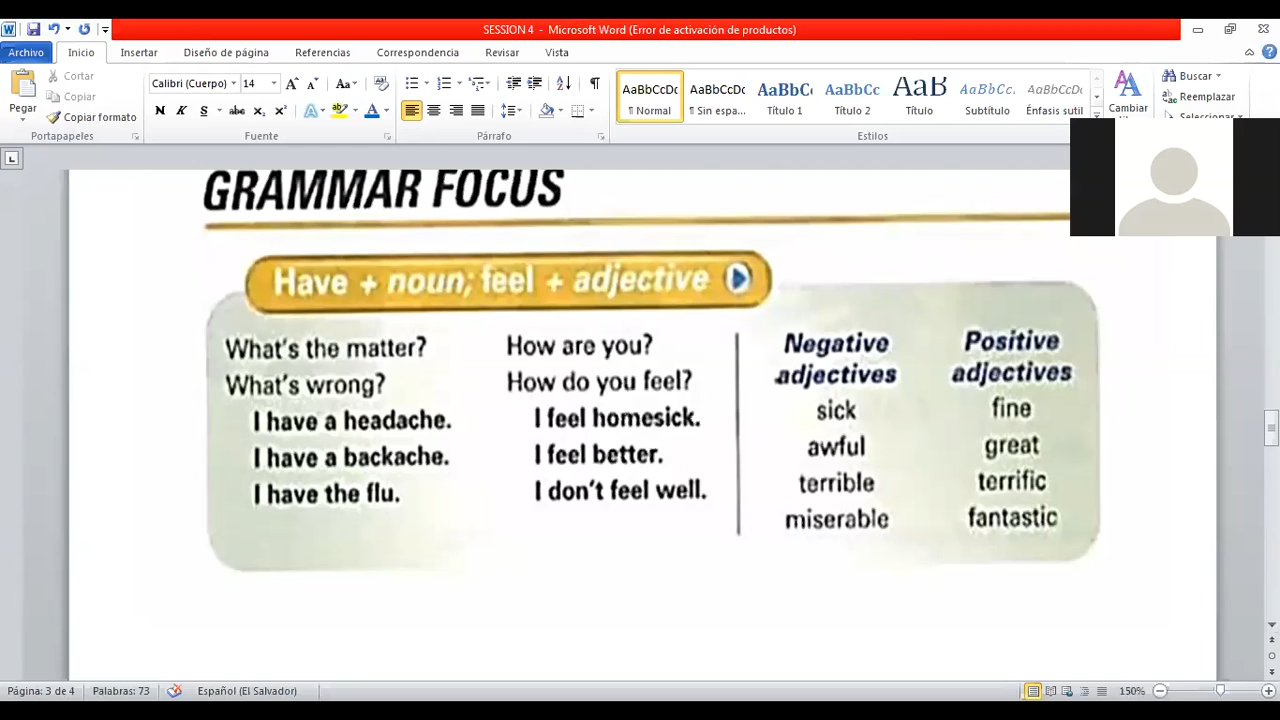 SESSION 4 - Microsoft Word (Error de activación de productos)
Archivo Inicio Insertar Diseño de página Referencias Correspondencia Revisar Vista
Pegar
Cortar
Copiar
Copiar formato
Portapapeles
Calibri (Cuerpo) 14
N K S abc x₂ x²
Fuente
Párrafo
AaBbCcDc AaBbCcDc AaBbC AaBbCc AaB AaBbCc. AaBbCcDc
¶ Normal ¶ Sin espa... Título 1 Título 2 Título Subtítulo Énfasis sutil
Cambiar
Estilos
Buscar
Reemplazar
Seleccionar
GRAMMAR FOCUS
Have + noun; feel + adjective
What's the matter?
What's wrong?
I have a headache.
I have a backache.
I have the flu.
How are you?
How do you feel?
I feel homesick.
I feel better.
I don't feel well.
Negative
adjectives
sick
awful
terrible
miserable
Positive
adjectives
fine
great
terrific
fantastic
Página: 3 de 4 Palabras: 73 Español (El Salvador) 150%